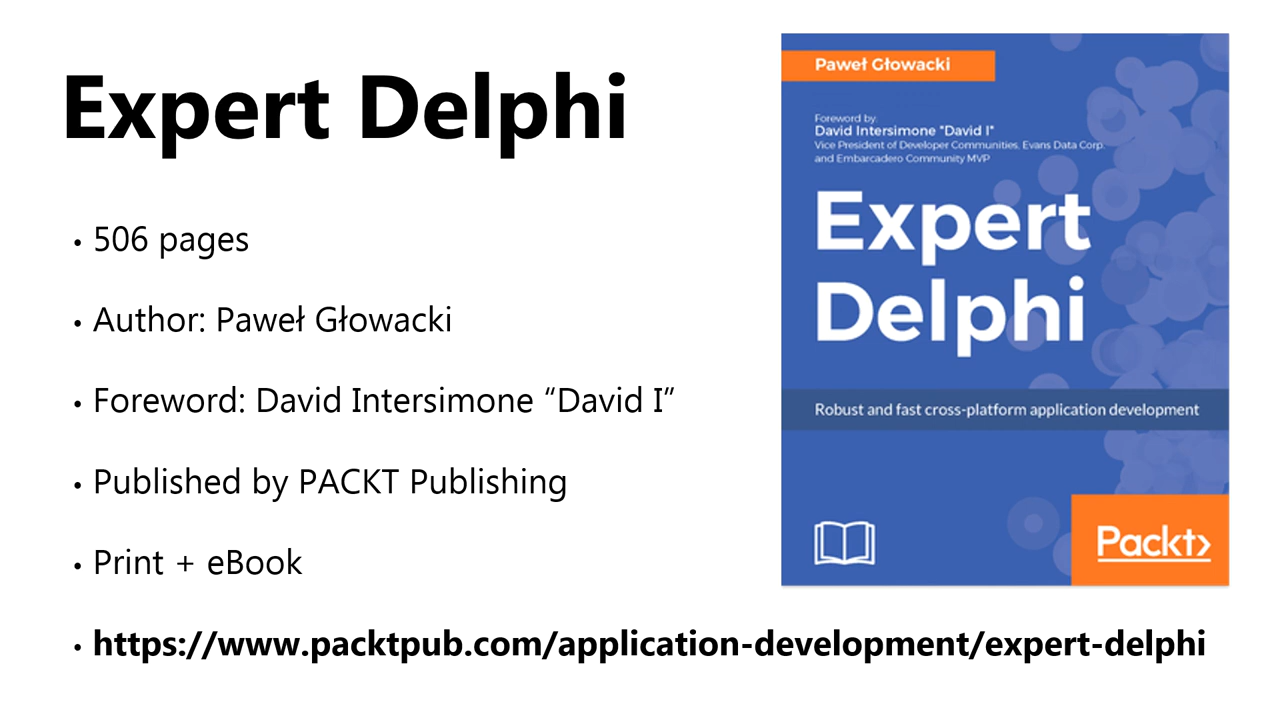 Expert Delphi
• 506 pages
• Author: Paweł Głowacki
• Foreword: David Intersimone “David I”
• Published by PACKT Publishing
• Print + eBook
• https://www.packtpub.com/application-development/expert-delphi
Paweł Głowacki
Foreword by:
David Intersimone "David I"
Vice President of Developer Communities, Evans Data Corp.
and Embarcadero Community MVP
Expert
Delphi
Robust and fast cross-platform application development
Packt>